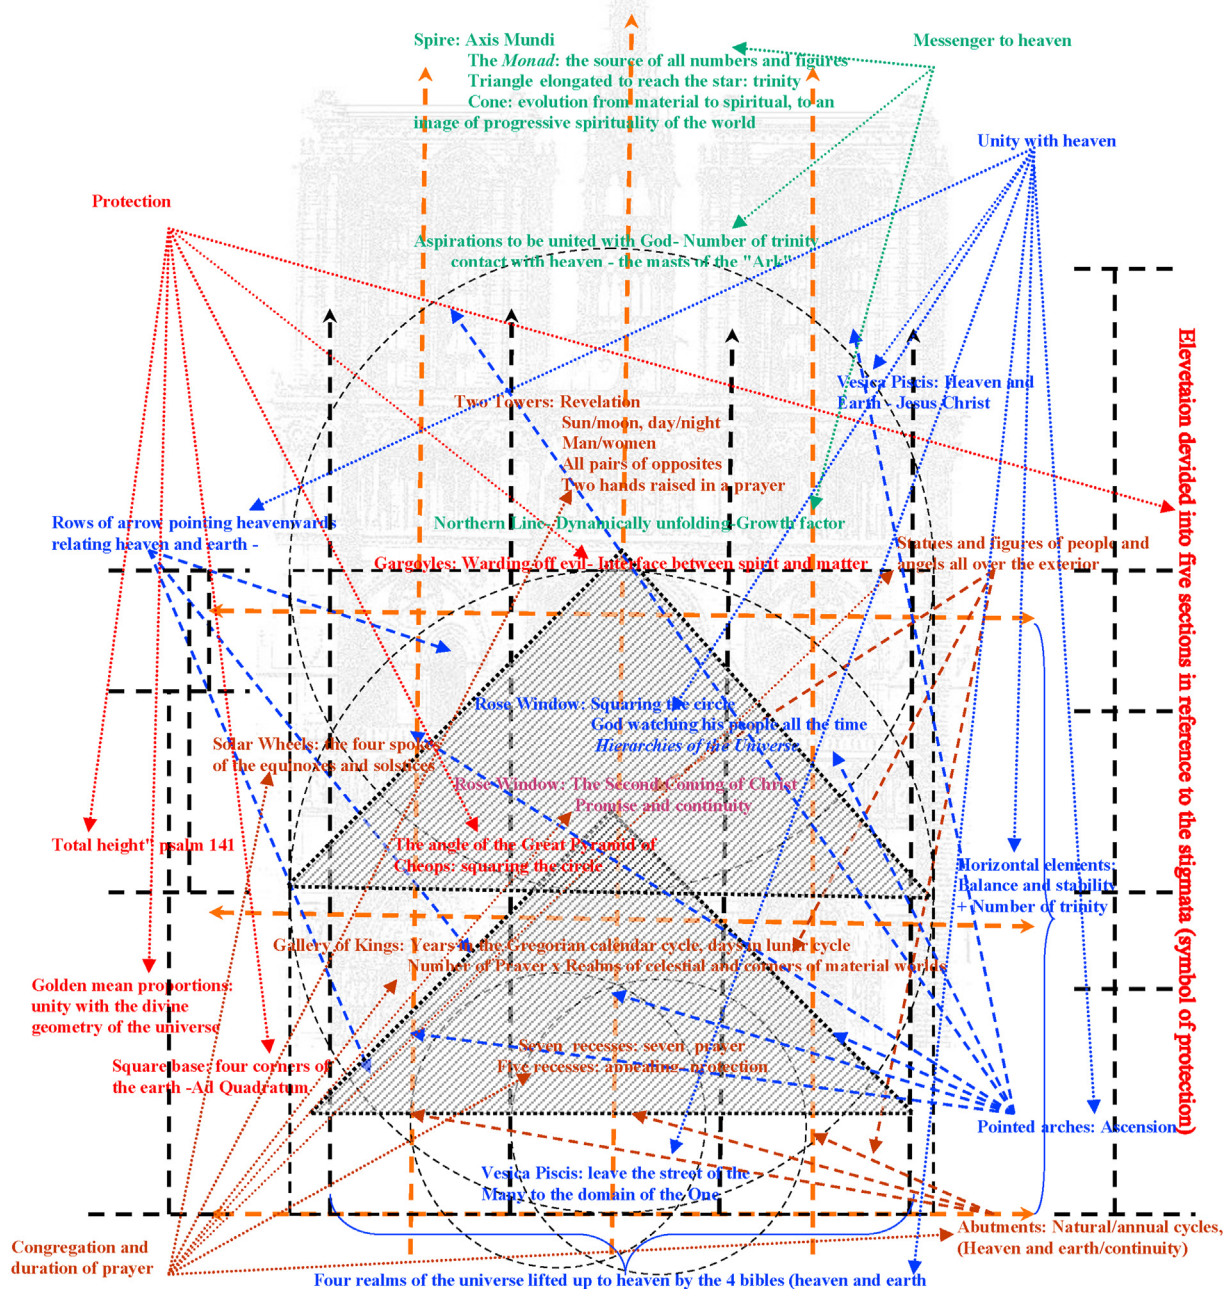 Spire: Axis Mundi
The Monad: the source of all numbers and figures
Triangle elongated to reach the star: trinity
Cone: evolution from material to spiritual, to an
image of progressive spirituality of the world
Messenger to heaven
Unity with heaven
Protection
Aspirations to be united with God- Number of trinity
contact with heaven - the masts of the "Ark"
Vesica Piscis: Heaven and
Earth - Jesus Christ
Two Towers: Revelation
Sun/moon, day/night
Man/women
All pairs of opposites
Two hands raised in a prayer
Rows of arrow pointing heavenwards
relating heaven and earth -
Northern Line- Dynamically unfolding-Growth factor
Statues and figures of people and
angels all over the exterior
Gargoyles: Warding off evil- Interface between spirit and matter
Elevetaion devided into five sections in reference to the stigmata (symbol of protection)
Rose Window: Squaring the circle
God watching his people all the time
Hierarchies of the Universe
Solar Wheels: the four spokes
of the equinoxes and solstices
Rose Window: The Second Coming of Christ
Promise and continuity
Total height" psalm 141
The angle of the Great Pyramid of
Cheops: squaring the circle
Horizontal elements:
Balance and stability
+ Number of trinity
Gallery of Kings: Years in the Gregorian calendar cycle, days in lunar cycle
Number of Prayer x Realms of celestial and corners of material worlds
Golden mean proportions:
unity with the divine
geometry of the universe
Square base: four corners of
the earth -Ad Quadratum
Seven recesses: seven prayer
Five recesses: appealing protection
Pointed arches: Ascension
Vesica Piscis: leave the street of the
Many to the domain of the One
Abutments: Natural/annual cycles,
(Heaven and earth/continuity)
Congregation and
duration of prayer
Four realms of the universe lifted up to heaven by the 4 bibles (heaven and earth